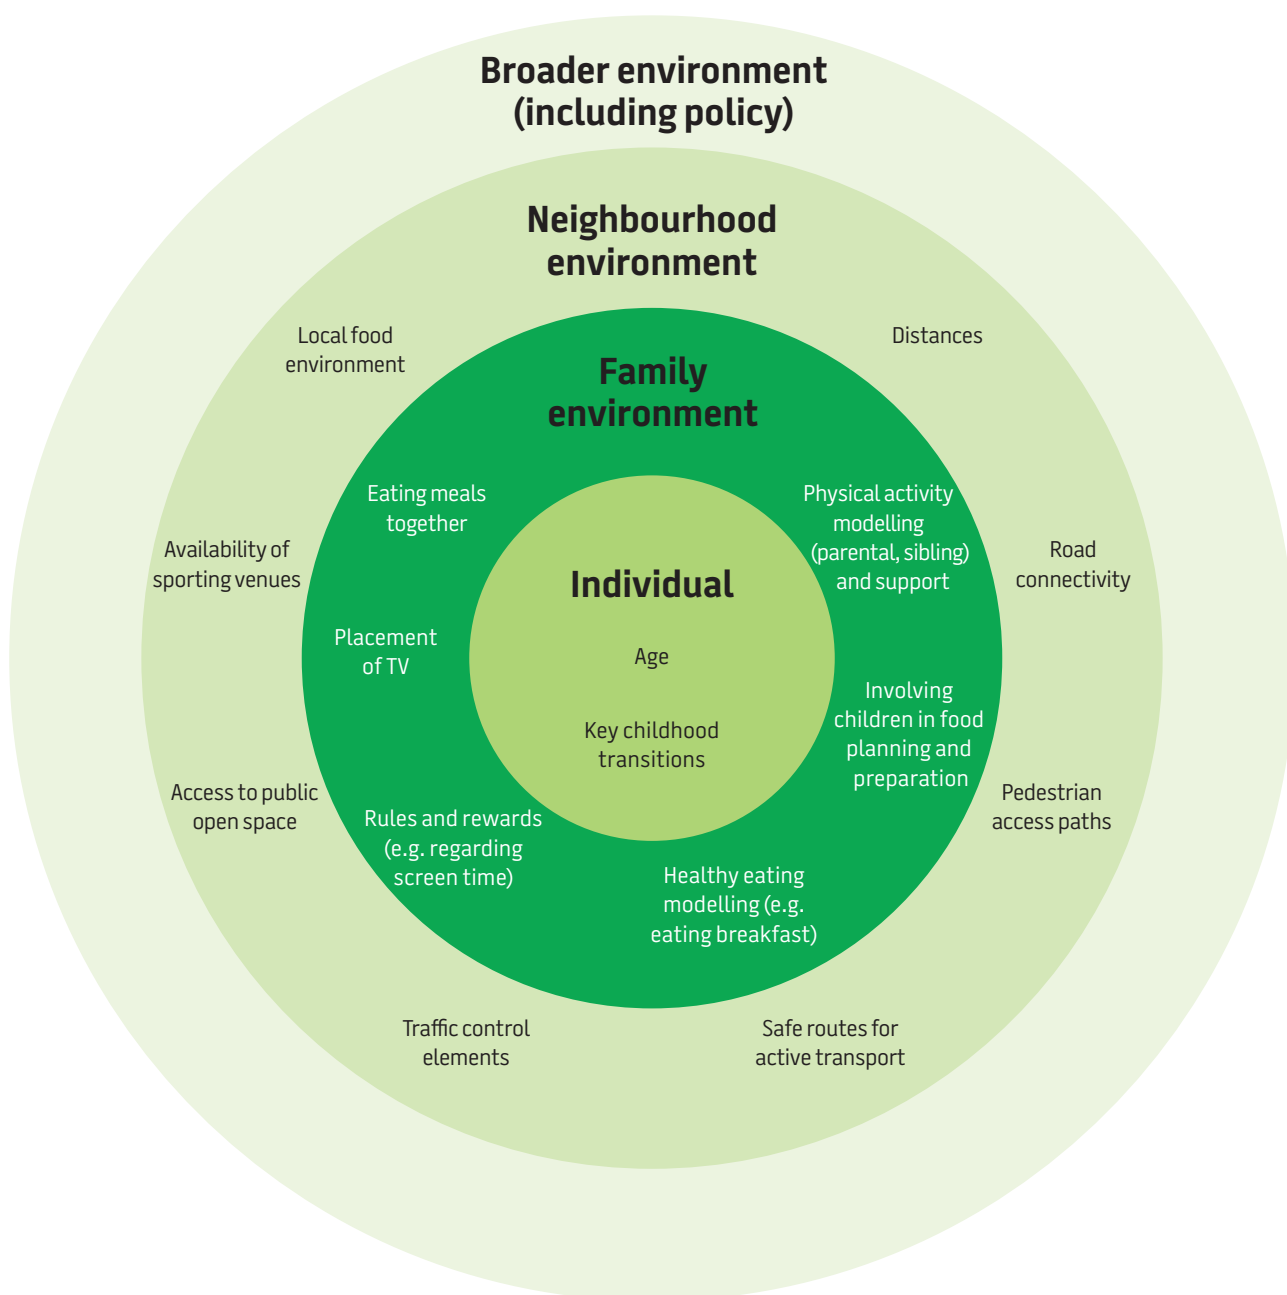 Broader environment
(including policy)
Neighbourhood
environment
Local food
environment
Distances
Family
environment
Eating meals
together
Physical activity
modelling
(parental, sibling)
and support
Availability of
sporting venues
Road
connectivity
Individual
Age
Key childhood
transitions
Placement
of TV
Involving
children in food
planning and
preparation
Access to public
open space
Pedestrian
access paths
Rules and rewards
(e.g. regarding
screen time)
Healthy eating
modelling (e.g.
eating breakfast)
Traffic control
elements
Safe routes for
active transport